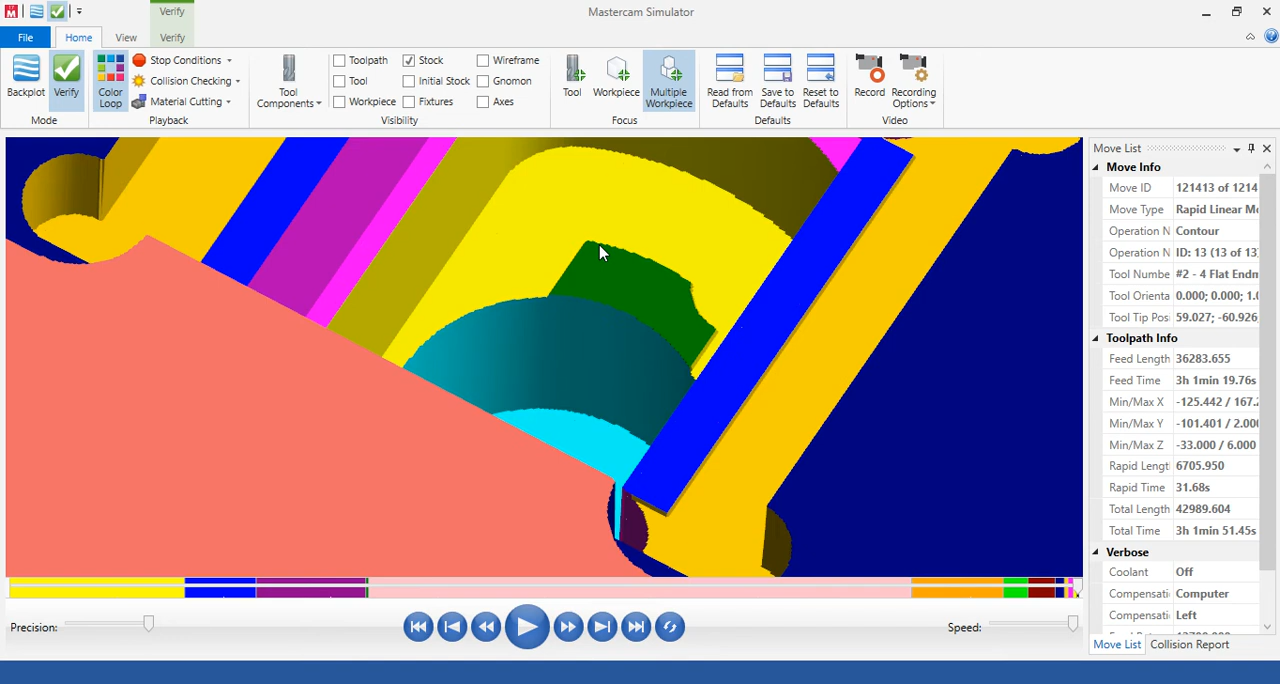 Verify
Mastercam Simulator
File Home View Verify
Backplot
Verify
Color Loop
Stop Conditions
Collision Checking
Material Cutting
Tool Components
Toolpath
Tool
Workpiece
Stock
Initial Stock
Fixtures
Wireframe
Gnomon
Axes
Tool
Workpiece
Multiple Workpiece
Read from Defaults
Save to Defaults
Reset to Defaults
Record
Recording Options
Mode Playback Visibility Focus Defaults Video
Move List
Move Info
Move ID 121413 of 1214
Move Type Rapid Linear Mo
Operation N Contour
Operation N ID: 13 (13 of 13)
Tool Numbe #2 - 4 Flat Endm
Tool Orienta 0.000; 0.000; 1.0
Tool Tip Pos 59.027; -60.926
Toolpath Info
Feed Length 36283.655
Feed Time 3h 1min 19.76s
Min/Max X -125.442 / 167.2
Min/Max Y -101.401 / 2.000
Min/Max Z -33.000 / 6.000
Rapid Lengt 6705.950
Rapid Time 31.68s
Total Length 42989.604
Total Time 3h 1min 51.45s
Verbose
Coolant Off
Compensati Computer
Compensati Left
Move List Collision Report
Precision:
Speed: